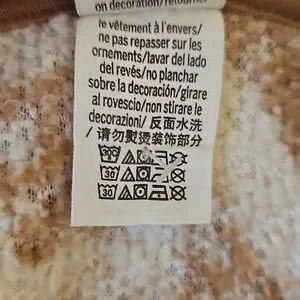 on decoration/retourner
le vêtement à l'envers/
ne pas repasser sur les
ornements/lavar del lado
del revés/no planchar
sobre la decoración/girare
al rovescio/non stirare le
decorazioni/ 反面水洗
/ 请勿熨烫装饰部分
30
30